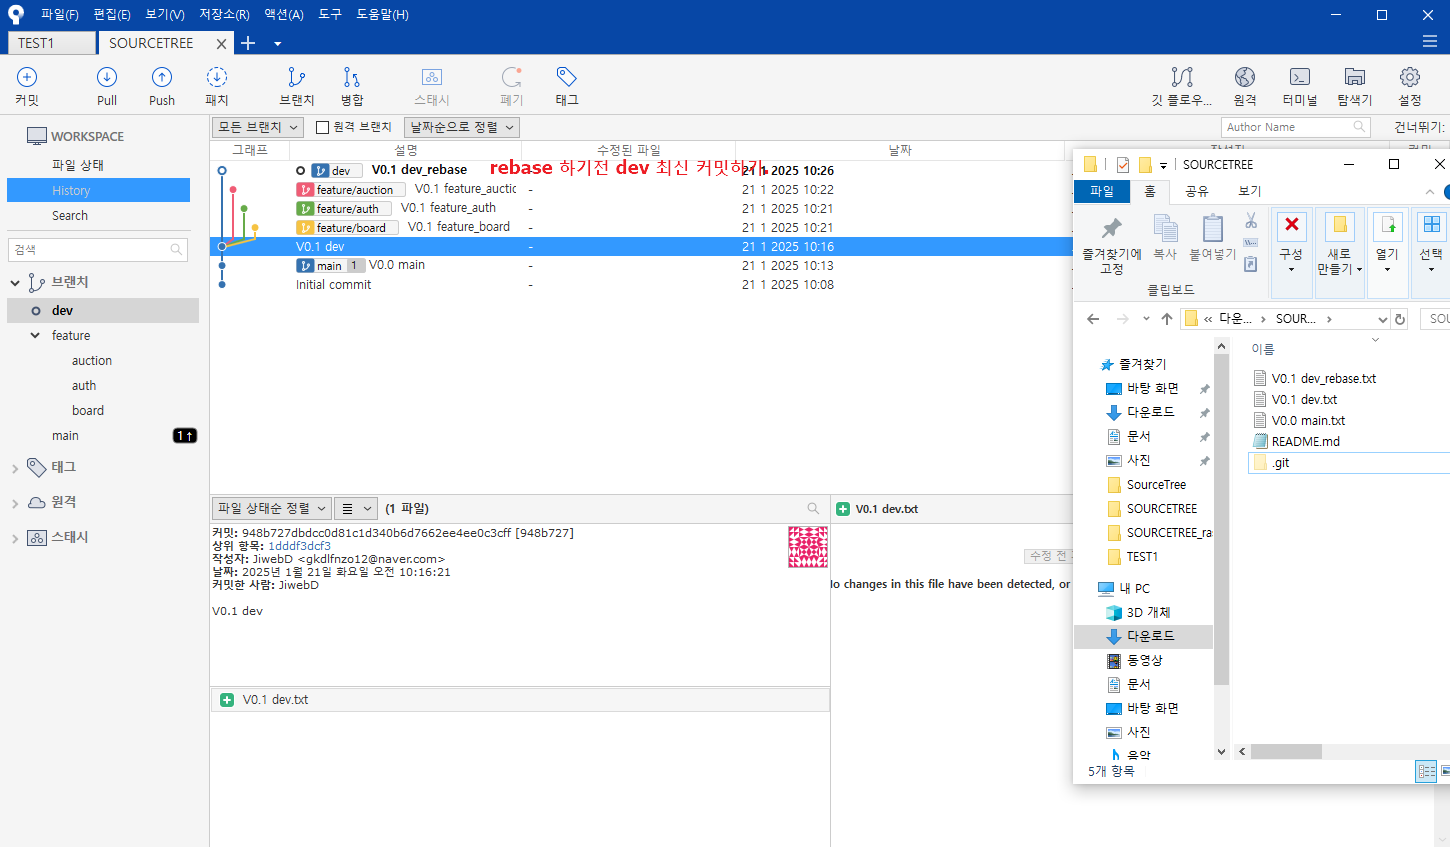 파일(F) 편집(E) 보기(V) 저장소(R) 액션(A) 도구 도움말(H)
TEST1 SOURCETREE
커밋 Pull Push 패치 브랜치 병합 스태시 폐기 태그 깃 플로우... 원격 터미널 탐색기 설정
WORKSPACE
파일 상태
History
Search
검색
브랜치
dev
feature
auction
auth
board
main 1↑
태그
원격
스태시
모든 브랜치 원격 브랜치 날짜순으로 정렬 Author Name 건너뛰기:
그래프 설명 수정된 파일 날짜
dev V0.1 dev_rebase 21 1 2025 10:26
rebase 하기전 dev 최신 커밋하기
feature/auction V0.1 feature_auctic - 21 1 2025 10:22
feature/auth V0.1 feature_auth - 21 1 2025 10:21
feature/board V0.1 feature_board - 21 1 2025 10:21
V0.1 dev - 21 1 2025 10:16
main 1 V0.0 main - 21 1 2025 10:13
Initial commit - 21 1 2025 10:08
파일 상태순 정렬 (1 파일)
커밋: 948b727dbdcc0d81c1d340b6d7662ee4ee0c3cff [948b727]
상위 항목: 1dddf3dcf3
작성자: JiwebD <gkdlfnzo12@naver.com>
날짜: 2025년 1월 21일 화요일 오전 10:16:21
커밋한 사람: JiwebD
V0.1 dev
V0.1 dev.txt
V0.1 dev.txt
수정 전
lo changes in this file have been detected, or
SOURCETREE
파일 홈 공유 보기
즐겨찾기에 고정
복사
붙여넣기
클립보드
구성
새로 만들기
열기
선택
« 다운... › SOUR... › SOU
이름
V0.1 dev_rebase.txt
V0.1 dev.txt
V0.0 main.txt
README.md
.git
즐겨찾기
바탕 화면
다운로드
문서
사진
SourceTree
SOURCETREE
SOURCETREE_ra
TEST1
내 PC
3D 개체
다운로드
동영상
문서
바탕 화면
사진
음악
5개 항목